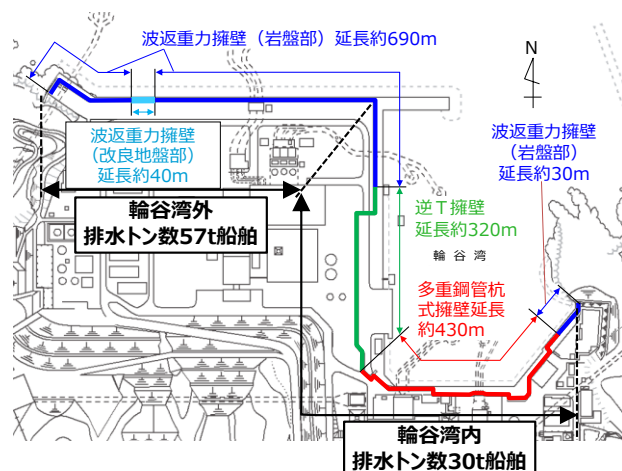 波返重力擁壁（岩盤部）延長約690m
N
波返重力擁壁
（改良地盤部）
延長約40m
波返重力擁壁
（岩盤部）
延長約30m
輪谷湾外
排水トン数57t船舶
逆Ｔ擁壁
延長約320m
輪谷湾
多重鋼管杭
式擁壁延長
約430m
輪谷湾内
排水トン数30t船舶